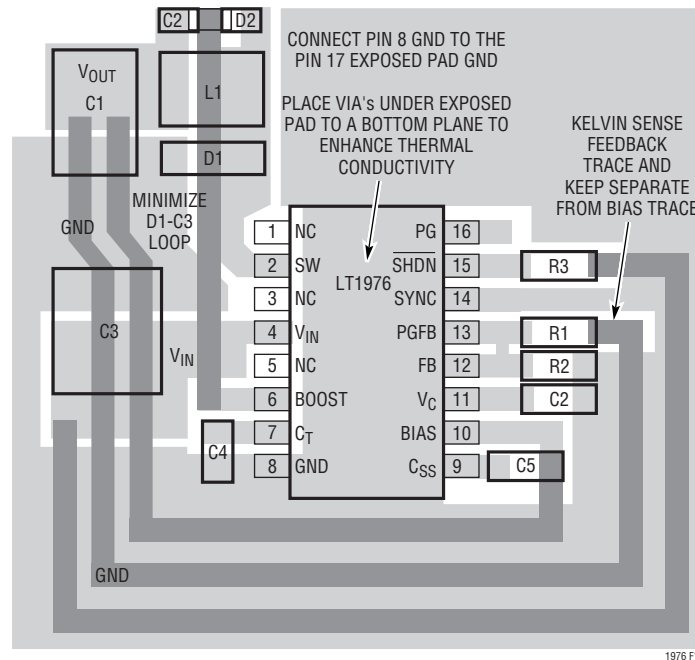 C2
D2
CONNECT PIN 8 GND TO THE
PIN 17 EXPOSED PAD GND
VOUT
C1
L1
PLACE VIA's UNDER EXPOSED
PAD TO A BOTTOM PLANE TO
ENHANCE THERMAL
CONDUCTIVITY
KELVIN SENSE
FEEDBACK
TRACE AND
KEEP SEPARATE
FROM BIAS TRACE
D1
MINIMIZE
D1-C3
LOOP
GND
1 NC
PG 16
2 SW
SHDN 15
R3
LT1976
3 NC
SYNC 14
C3
4 VIN
PGFB 13
R1
VIN
5 NC
FB 12
R2
6 BOOST
VC 11
C2
7 CT
BIAS 10
C4
8 GND
CSS 9
C5
GND
1976 F